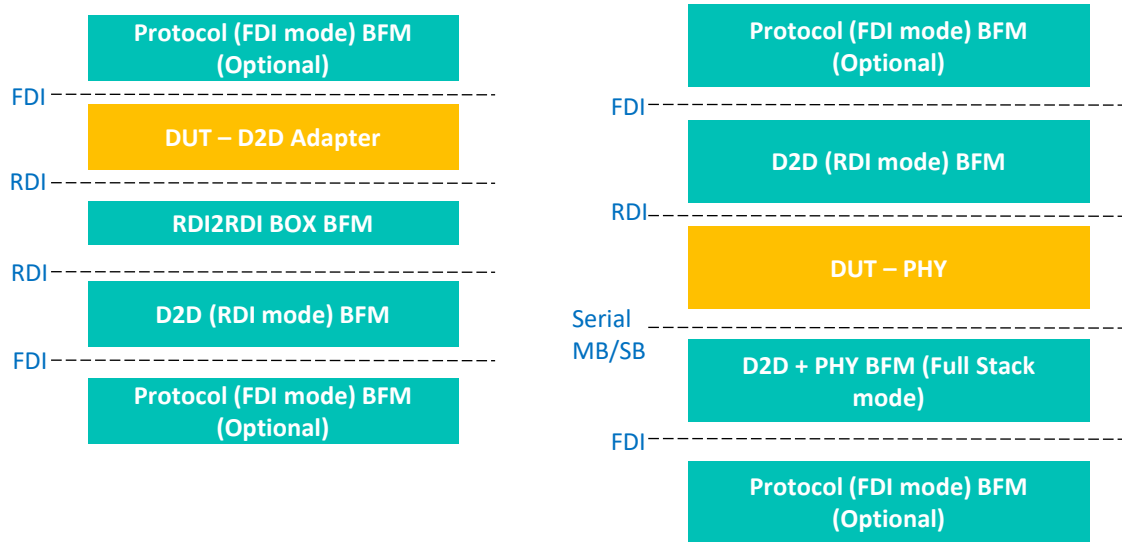 Protocol (FDI mode) BFM
(Optional)
FDI
DUT – D2D Adapter
RDI
RDI2RDI BOX BFM
RDI
D2D (RDI mode) BFM
FDI
Protocol (FDI mode) BFM
(Optional)
Protocol (FDI mode) BFM
(Optional)
FDI
D2D (RDI mode) BFM
RDI
DUT – PHY
Serial
MB/SB
D2D + PHY BFM (Full Stack
mode)
FDI
Protocol (FDI mode) BFM
(Optional)